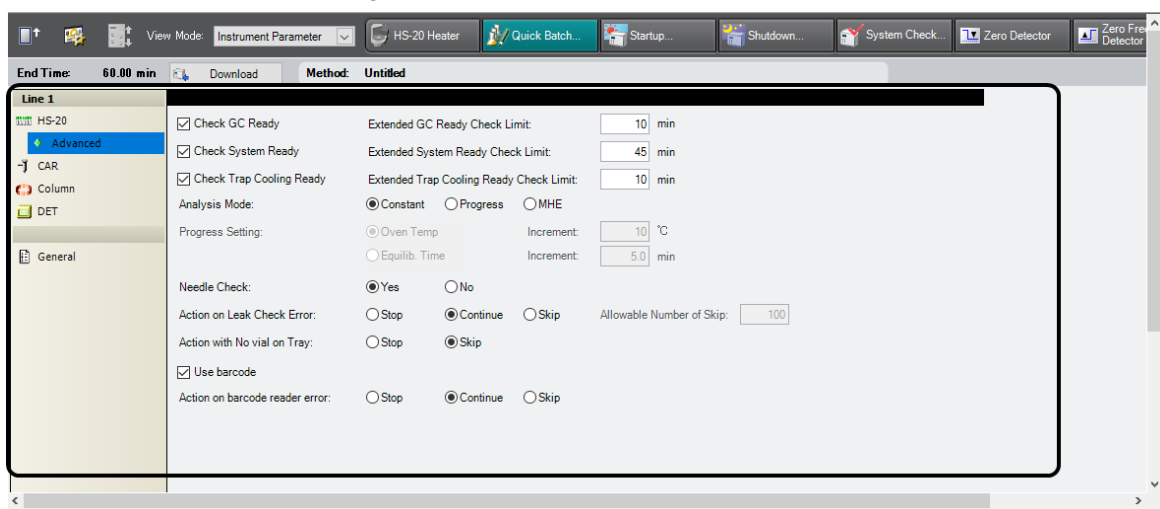 View Mode: Instrument Parameter HS-20 Heater Quick Batch... Startup... Shutdown... System Check... Zero Detector Zero Free Detector
End Time: 60.00 min Download Method: Untitled
Line 1
HS-20
Advanced
CAR
Column
DET
General
Check GC Ready Extended GC Ready Check Limit: 10 min
Check System Ready Extended System Ready Check Limit: 45 min
Check Trap Cooling Ready Extended Trap Cooling Ready Check Limit: 10 min
Analysis Mode: Constant Progress MHE
Progress Setting: Oven Temp Increment: 10 °C
Equilib. Time Increment: 5.0 min
Needle Check: Yes No
Action on Leak Check Error: Stop Continue Skip Allowable Number of Skip: 100
Action with No vial on Tray: Stop Skip
Use barcode
Action on barcode reader error: Stop Continue Skip